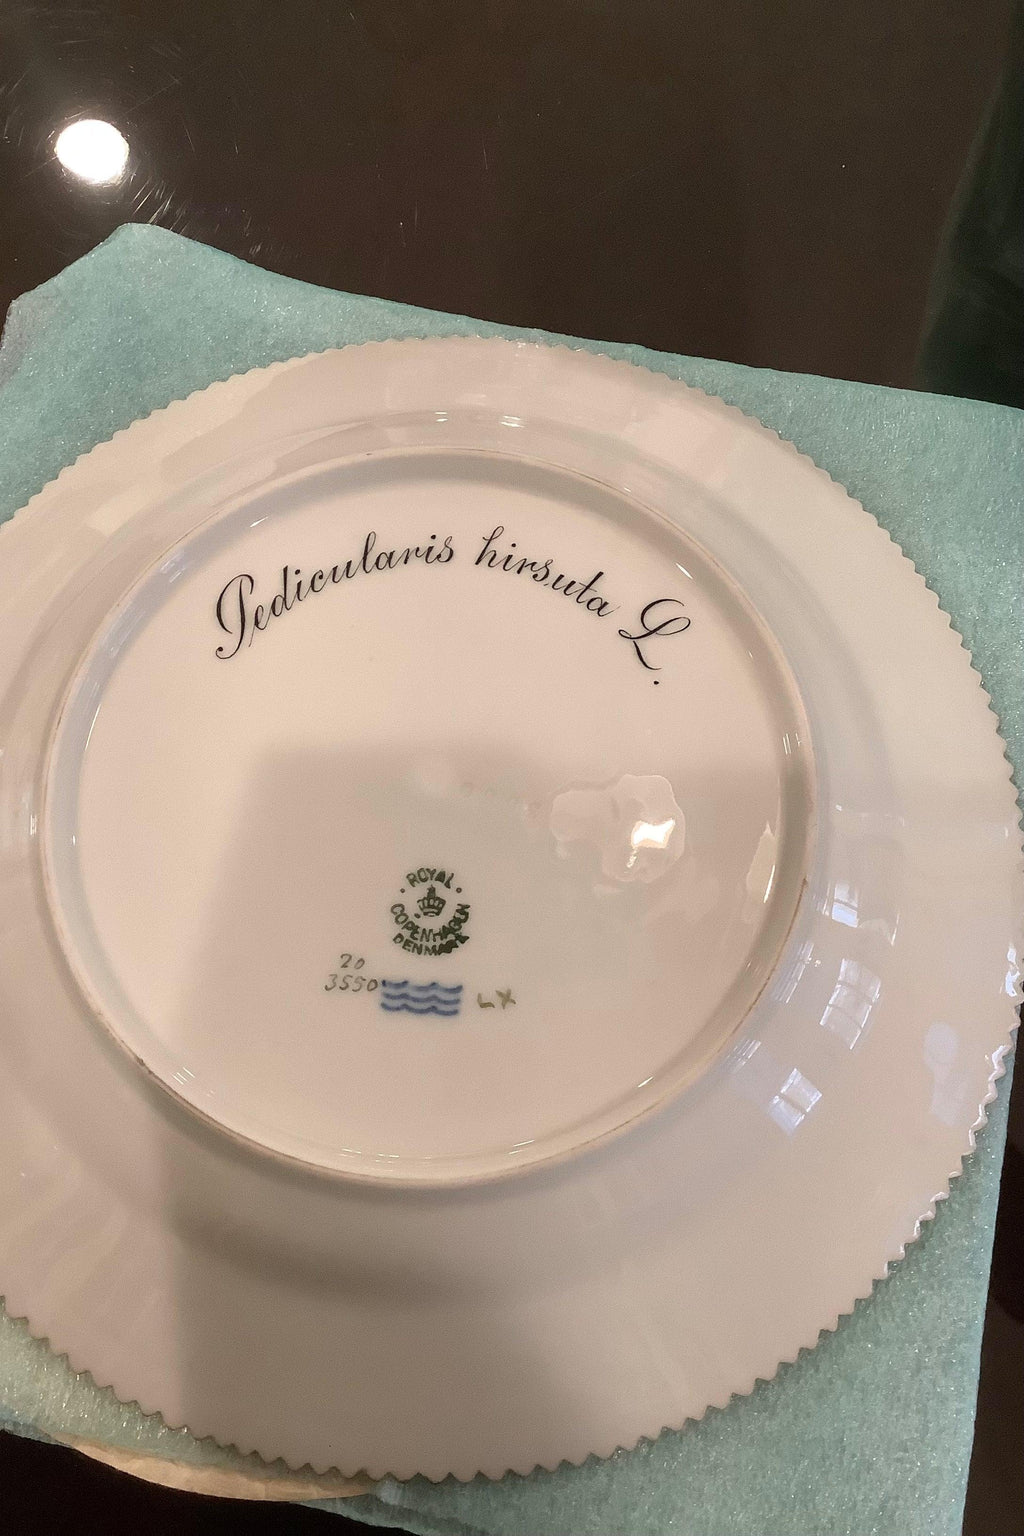 Pedicularis hirsuta L.
ROYAL
COPENHAGEN
DENMARK
20
3550
LX